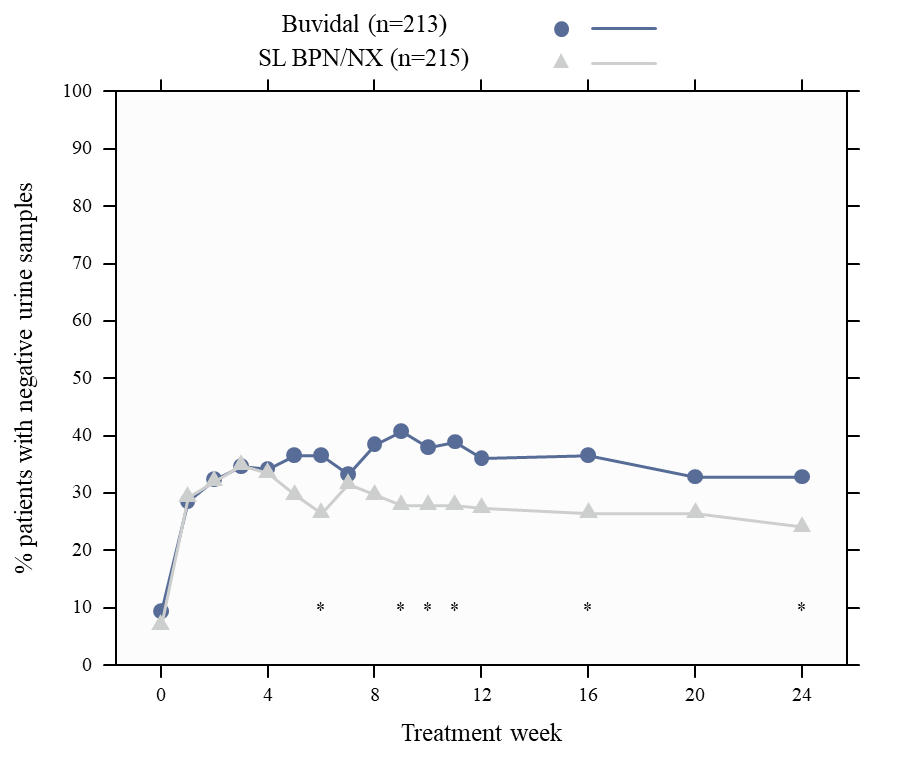 Buvidal (n=213)
SL BPN/NX (n=215)
% patients with negative urine samples
100
90
80
70
60
50
40
30
20
10
0
* * * * * *
0 4 8 12 16 20 24
Treatment week